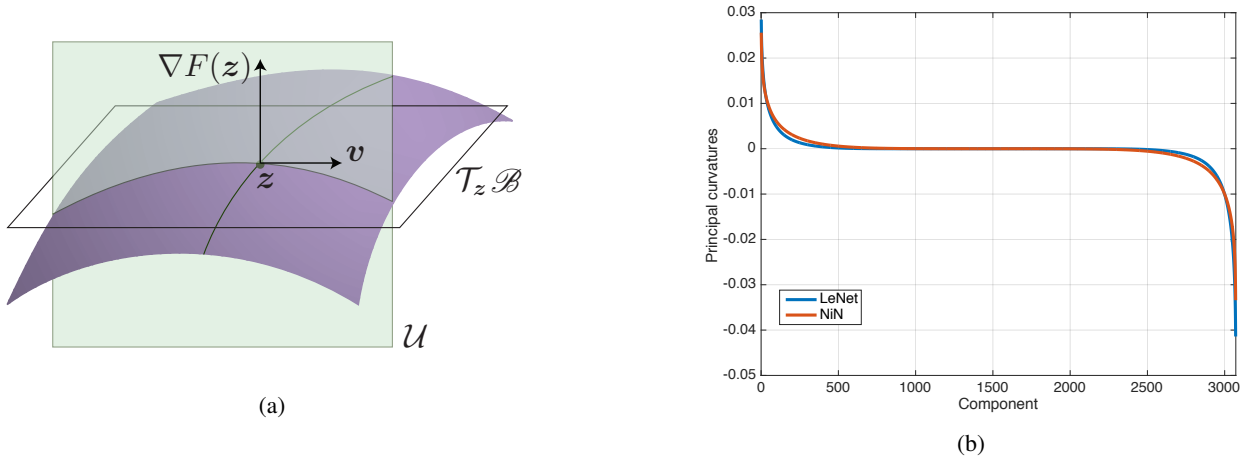 ∇F(z)
v
z
𝒯_z ℬ
𝒰
(a)
0.03
0.02
0.01
0
-0.01
-0.02
-0.03
-0.04
-0.05
Principal curvatures
LeNet
NiN
0 500 1000 1500 2000 2500 3000
Component
(b)